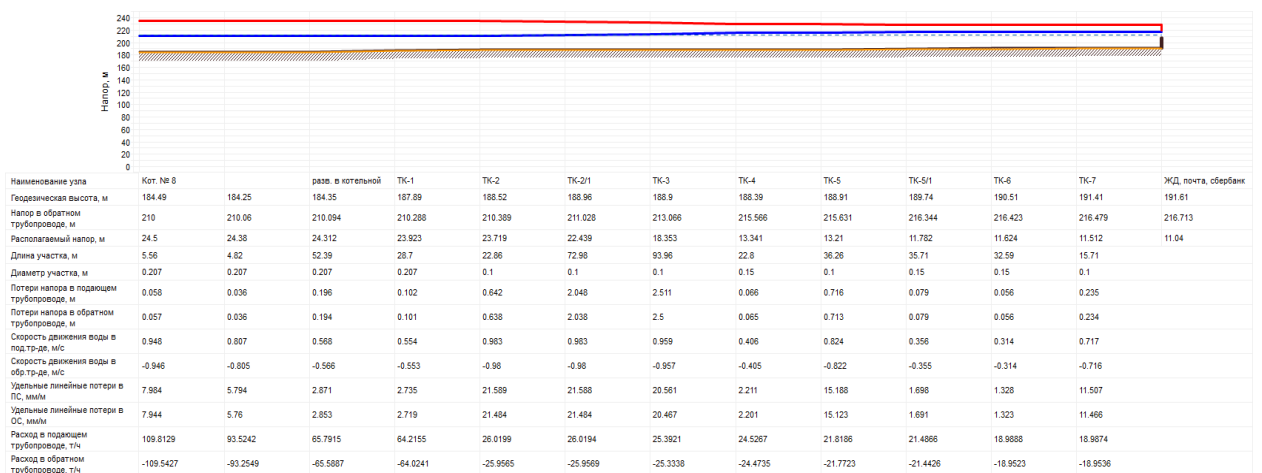 240
220
200
180
160
140
120
100
80
60
40
20
0
Напор, м
Наименование узла Кот. № 8 разв. в котельной ТК-1 ТК-2 ТК-2/1 ТК-3 ТК-4 ТК-5 ТК-5/1 ТК-6 ТК-7 ЖД, почта, сбербанк
Геодезическая высота, м 184.49 184.25 184.35 187.89 188.52 188.96 188.9 188.39 188.91 189.74 190.51 191.41 191.61
Напор в обратном
трубопроводе, м 210 210.06 210.094 210.288 210.389 211.028 213.066 215.566 215.631 216.344 216.423 216.479 216.713
Располагаемый напор, м 24.5 24.38 24.312 23.923 23.719 22.439 18.353 13.341 13.21 11.782 11.624 11.512 11.04
Длина участка, м 5.56 4.82 52.39 28.7 22.86 72.98 93.96 22.8 36.26 35.71 32.59 15.71
Диаметр участка, м 0.207 0.207 0.207 0.207 0.1 0.1 0.1 0.15 0.1 0.15 0.15 0.1
Потери напора в подающем
трубопроводе, м 0.058 0.036 0.196 0.102 0.642 2.048 2.511 0.066 0.716 0.079 0.056 0.235
Потери напора в обратном
трубопроводе, м 0.057 0.036 0.194 0.101 0.638 2.038 2.5 0.065 0.713 0.079 0.056 0.234
Скорость движения воды в
под.тр-де, м/с 0.948 0.807 0.568 0.554 0.983 0.983 0.959 0.406 0.824 0.356 0.314 0.717
Скорость движения воды в
обр.тр-де, м/с -0.946 -0.805 -0.566 -0.553 -0.98 -0.98 -0.957 -0.405 -0.822 -0.355 -0.314 -0.716
Удельные линейные потери в
ПС, мм/м 7.984 5.794 2.871 2.735 21.589 21.588 20.561 2.211 15.188 1.698 1.328 11.507
Удельные линейные потери в
ОС, мм/м 7.944 5.76 2.853 2.719 21.484 21.484 20.467 2.201 15.123 1.691 1.323 11.466
Расход в подающем
трубопроводе, т/ч 109.8129 93.5242 65.7915 64.2155 26.0199 26.0194 25.3921 24.5267 21.8186 21.4866 18.9888 18.9874
Расход в обратном
трубопроводе, т/ч -109.5427 -93.2549 -65.5887 -64.0241 -25.9565 -25.9569 -25.3338 -24.4735 -21.7723 -21.4426 -18.9523 -18.9536